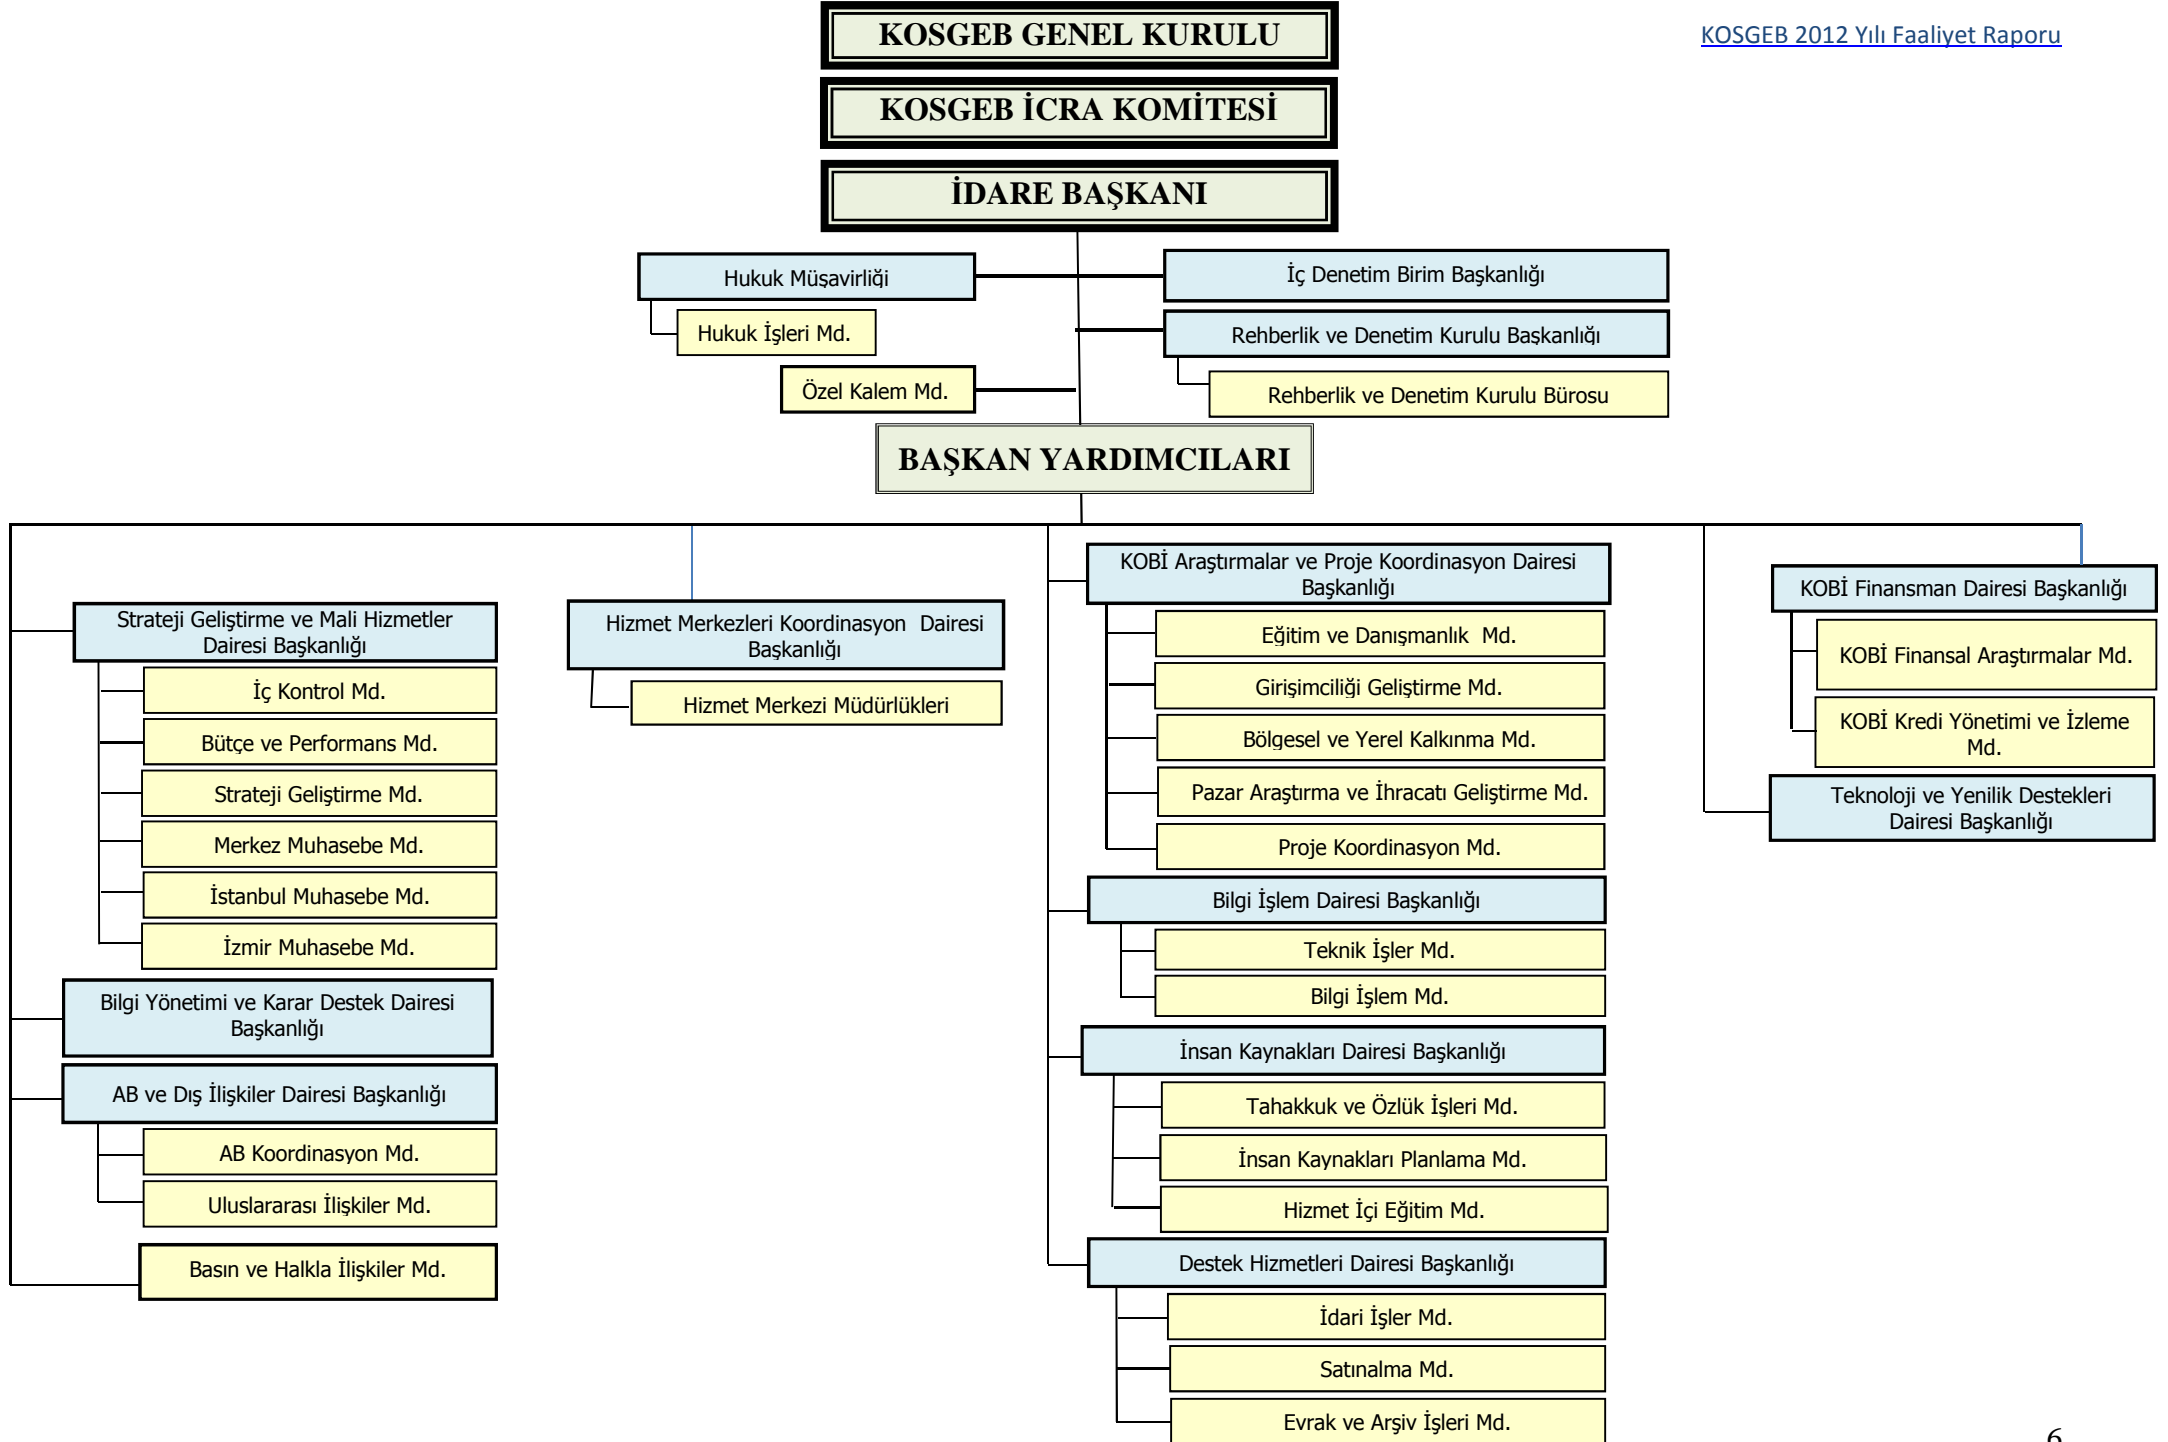 KOSGEB GENEL KURULU
KOSGEB 2012 Yılı Faaliyet Raporu
KOSGEB İCRA KOMİTESİ
İDARE BAŞKANI
Hukuk Müşavirliği
İç Denetim Birim Başkanlığı
Hukuk İşleri Md.
Rehberlik ve Denetim Kurulu Başkanlığı
Özel Kalem Md.
Rehberlik ve Denetim Kurulu Bürosu
BAŞKAN YARDIMCILARI
Strateji Geliştirme ve Mali Hizmetler
Dairesi Başkanlığı
İç Kontrol Md.
Bütçe ve Performans Md.
Strateji Geliştirme Md.
Merkez Muhasebe Md.
İstanbul Muhasebe Md.
İzmir Muhasebe Md.
Bilgi Yönetimi ve Karar Destek Dairesi
Başkanlığı
AB ve Dış İlişkiler Dairesi Başkanlığı
AB Koordinasyon Md.
Uluslararası İlişkiler Md.
Basın ve Halkla İlişkiler Md.
Hizmet Merkezleri Koordinasyon  Dairesi
Başkanlığı
Hizmet Merkezi Müdürlükleri
KOBİ Araştırmalar ve Proje Koordinasyon Dairesi
Başkanlığı
Eğitim ve Danışmanlık  Md.
Girişimciliği Geliştirme Md.
Bölgesel ve Yerel Kalkınma Md.
Pazar Araştırma ve İhracatı Geliştirme Md.
Proje Koordinasyon Md.
Bilgi İşlem Dairesi Başkanlığı
Teknik İşler Md.
Bilgi İşlem Md.
İnsan Kaynakları Dairesi Başkanlığı
Tahakkuk ve Özlük İşleri Md.
İnsan Kaynakları Planlama Md.
Hizmet İçi Eğitim Md.
Destek Hizmetleri Dairesi Başkanlığı
İdari İşler Md.
Satınalma Md.
Evrak ve Arşiv İşleri Md.
KOBİ Finansman Dairesi Başkanlığı
KOBİ Finansal Araştırmalar Md.
KOBİ Kredi Yönetimi ve İzleme
Md.
Teknoloji ve Yenilik Destekleri
Dairesi Başkanlığı
6